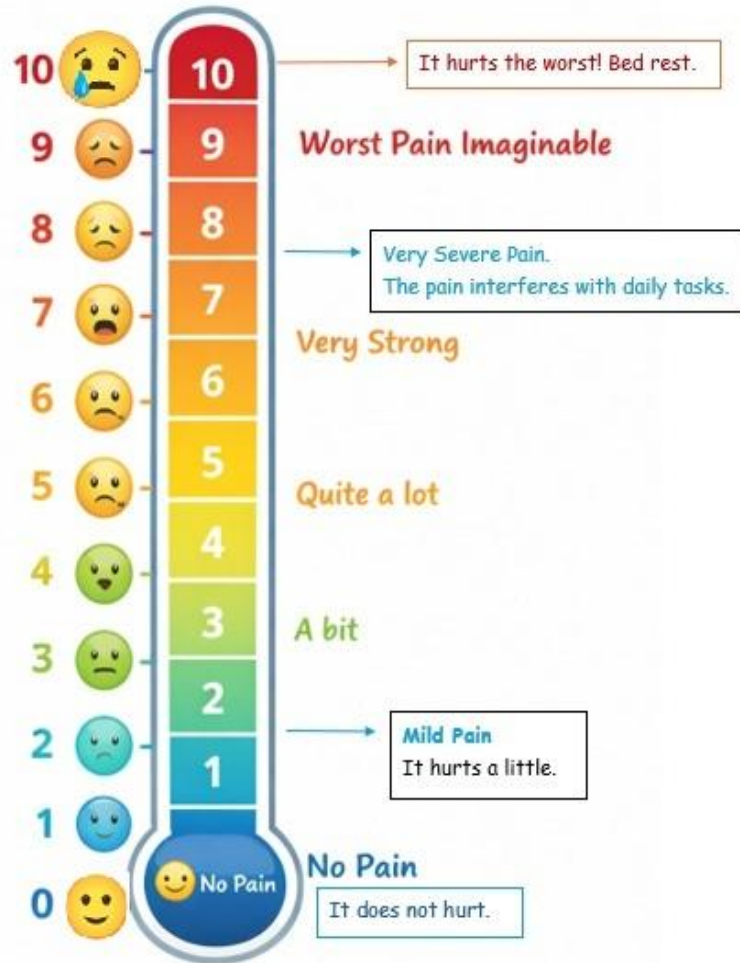 10
10
It hurts the worst! Bed rest.
9
9
Worst Pain Imaginable
8
8
Very Severe Pain.
The pain interferes with daily tasks.
7
7
Very Strong
6
6
5
5
Quite a lot
4
4
3
3
A bit
2
2
Mild Pain
It hurts a little.
1
1
No Pain
No Pain
0
It does not hurt.